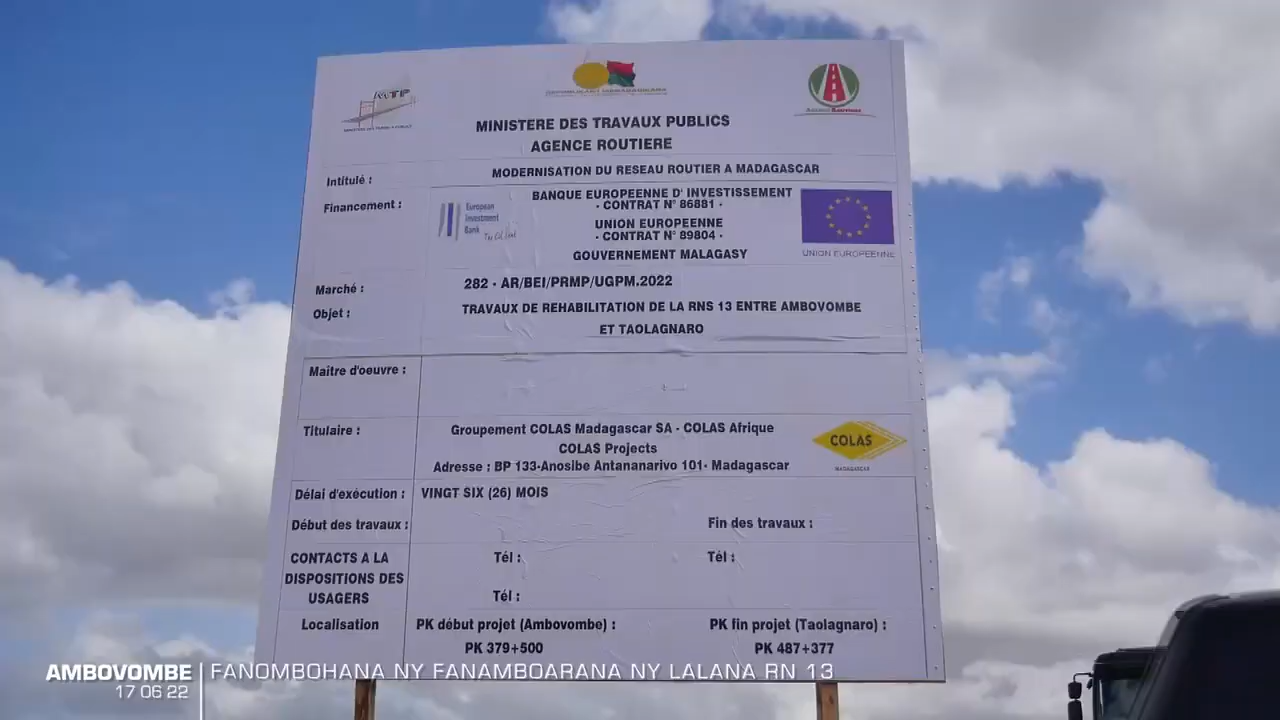 MTP
MINISTERE DES TRAVAUX PUBLICS
AGENCE ROUTIERE
Intitulé : MODERNISATION DU RESEAU ROUTIER A MADAGASCAR
Financement : BANQUE EUROPEENNE D' INVESTISSEMENT
· CONTRAT N° 86881 ·
European
Investment
Bank
UNION EUROPEENNE
· CONTRAT N° 89804 ·
GOUVERNEMENT MALAGASY
UNION EUROPEENNE
Marché : 282 · AR/BEI/PRMP/UGPM.2022
Objet : TRAVAUX DE REHABILITATION DE LA RNS 13 ENTRE AMBOVOMBE
ET TAOLAGNARO
Maître d'oeuvre :
Titulaire : Groupement COLAS Madagascar SA - COLAS Afrique
COLAS Projects
Adresse : BP 133-Anosibe Antananarivo 101- Madagascar
COLAS
MADAGASCAR
Délai d'exécution : VINGT SIX (26) MOIS
Début des travaux : Fin des travaux :
CONTACTS A LA
DISPOSITIONS DES
USAGERS
Tél : Tél :
Tél :
Localisation PK début projet (Ambovombe) : PK fin projet (Taolagnaro) :
PK 379+500 PK 487+377
AMBOVOMBE
17 06 22
FANOMBOHANA NY FANAMBOARANA NY LALANA RN 13